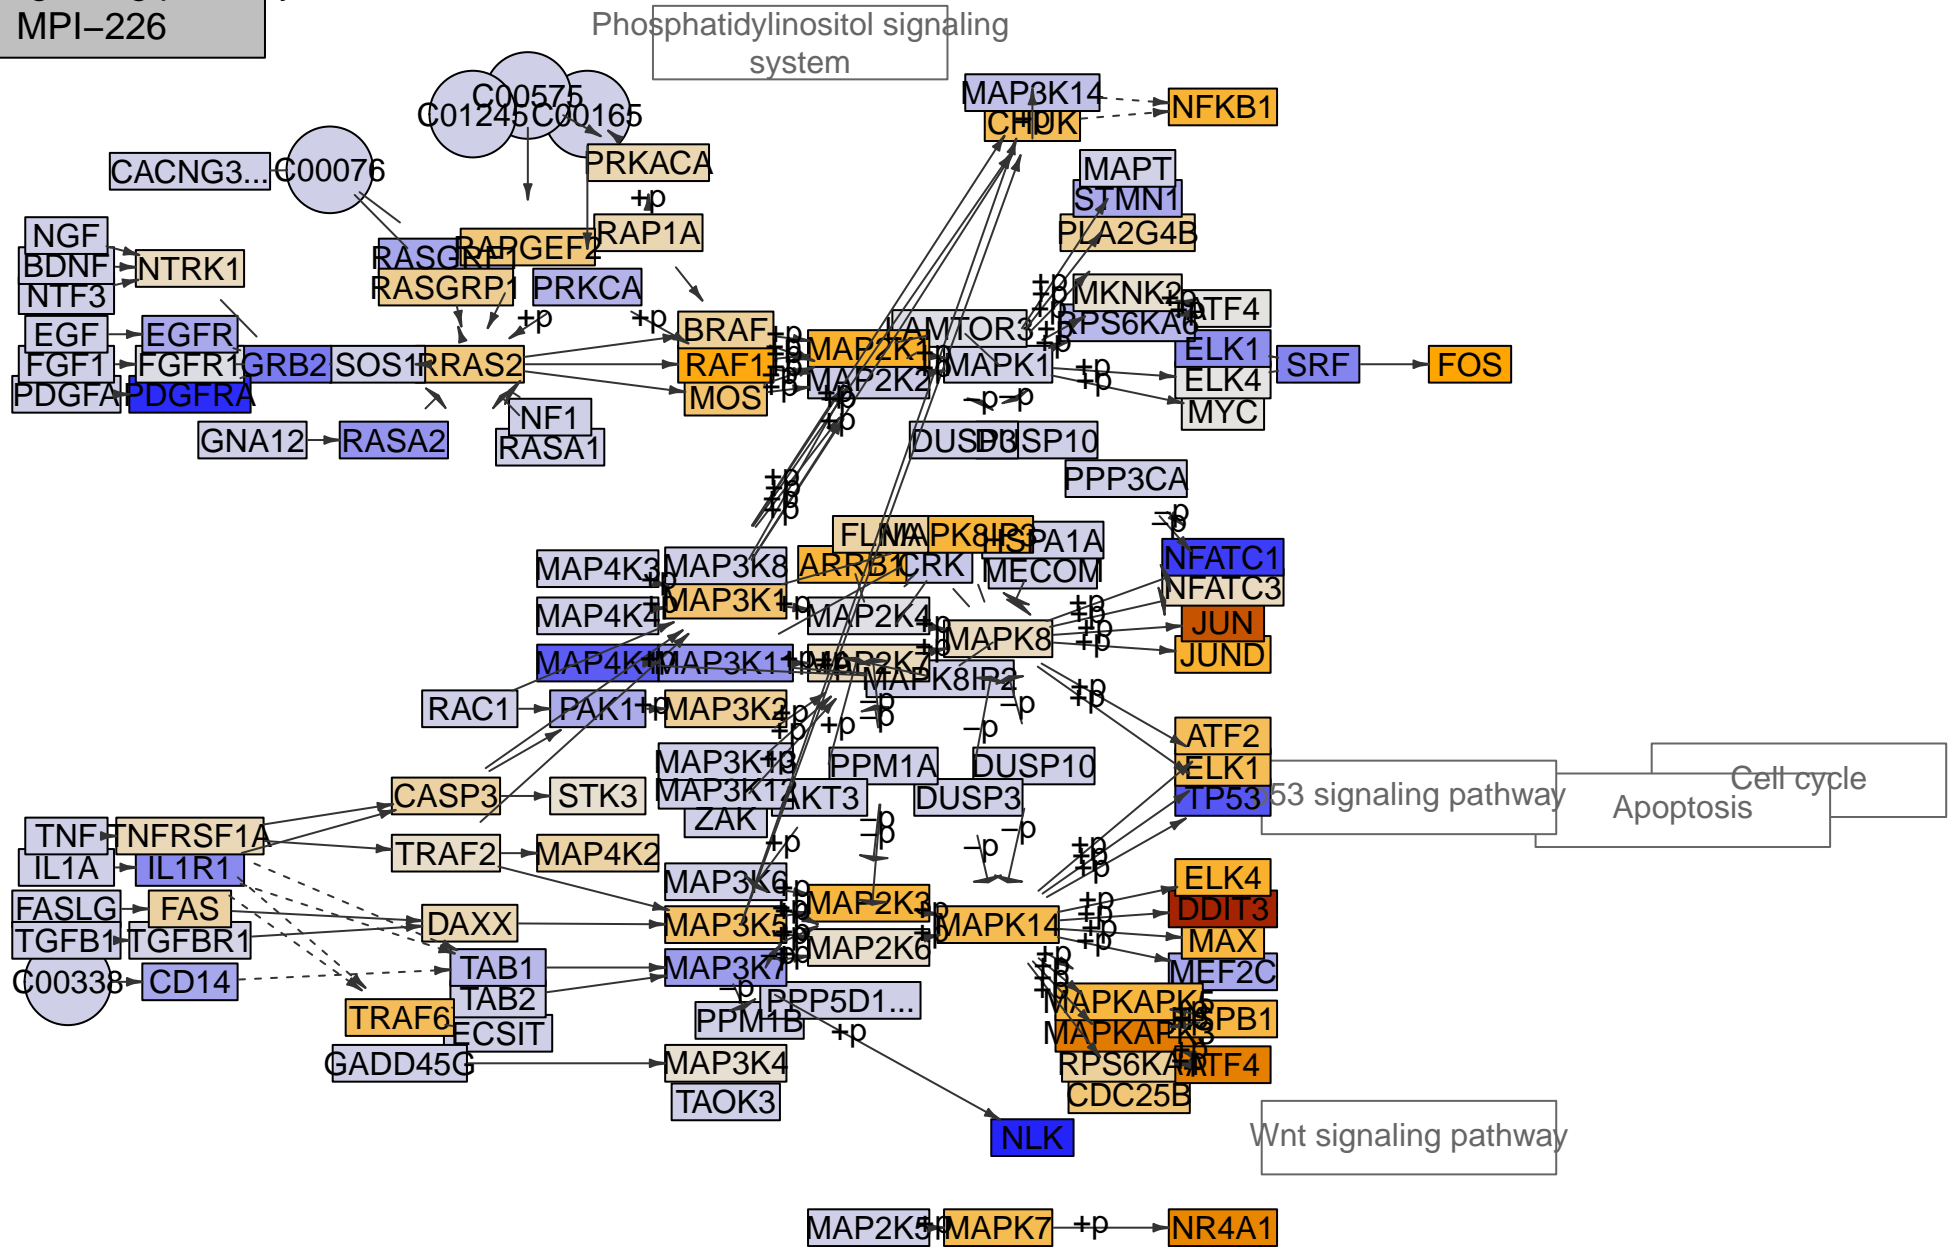 MPI−226
Phosphatidylinositol signaling
system
C00575
C01245
C00165
MAP3K14
NFKB1
CHUK
+p
PRKACA
CACNG3...
C00076
MAPT
STMN1
+p
PLA2G4B
RAP1A
NGF
RAPGEF2
BDNF
NTRK1
RASGRF1
NTF3
RASGRP1
PRKCA
MKNK2
+p
+p
+p
ATF4
+p
+p
EGF
EGFR
BRAF
+p
LAMTOR3
RPS6KA6
+p
+p
FGF1
FGFR1
GRB2
SOS1
RRAS2
RAF1
+p
+p
MAP2K1
MAP2K2
MAPK1
ELK1
ELK4
SRF
FOS
PDGFA
PDGFRA
MOS
+p
+p
+p
+p
−p
−p
MYC
NF1
RASA1
GNA12
RASA2
DUSP3
DUSP10
PPP3CA
+p
+p
+p
+p
−p
−p
FLNA
MAPK8IP3
HSPA1A
NFATC1
MAP4K3
MAP3K8
ARRB1
CRK
MECOM
NFATC3
+p
MAP4K4
+p
MAP3K1
+p
MAP2K4
+p
MAPK8
+p
+p
+p
+p
JUN
JUND
MAP3K11
+p
MAP2K7
+p
MAPK8IP2
RAC1
PAK1
+p
MAP3K2
+p
+p
+p
−p
−p
−p
−p
+p
+p
ATF2
ELK1
TP53
MAP3K13
+p
MAP3K12
ZAK
AKT3
PPM1A
DUSP10
DUSP3
53 signaling pathway
Cell cycle
Apoptosis
CASP3
STK3
TNF
TNFRSF1A
TRAF2
MAP4K2
+p
−p
−p
−p
−p
+p
+p
+p
IL1A
IL1R1
MAP3K6
+p
MAP2K3
ELK4
FASLG
FAS
DAXX
MAP3K5
+p
+p
MAPK14
+p
+p
+p
DDIT3
TGFB1
TGFBR1
MAP2K6
MAX
C00338
CD14
TAB1
MAP3K7
MEF2C
TAB2
−p
PPP5D1...
TRAF6
ECSIT
PPM1B
+p
MAPKAPK3
HSPB1
GADD45G
MAP3K4
ATF4
TAOK3
CDC25B
NLK
Wnt signaling pathway
MAP2K5
+p
MAPK7
+p
NR4A1